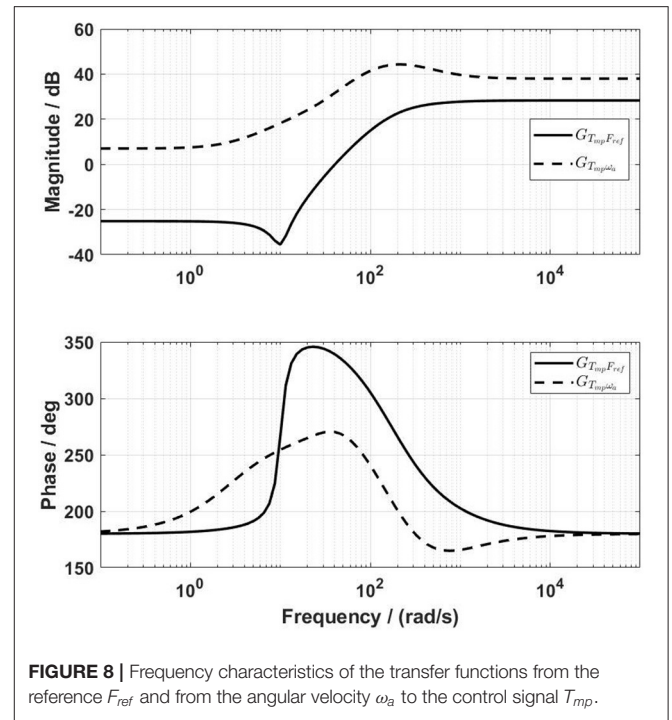 60
40
20
0
-20
-40
Magnitude / dB
G_{T_{mp}F_{ref}}
G_{T_{mp}ω_a}
10^0
10^2
10^4
350
300
250
200
150
Phase / deg
G_{T_{mp}F_{ref}}
G_{T_{mp}ω_a}
10^0
10^2
10^4
Frequency / (rad/s)
FIGURE 8 | Frequency characteristics of the transfer functions from the
reference F_{ref} and from the angular velocity ω_a to the control signal T_{mp}.